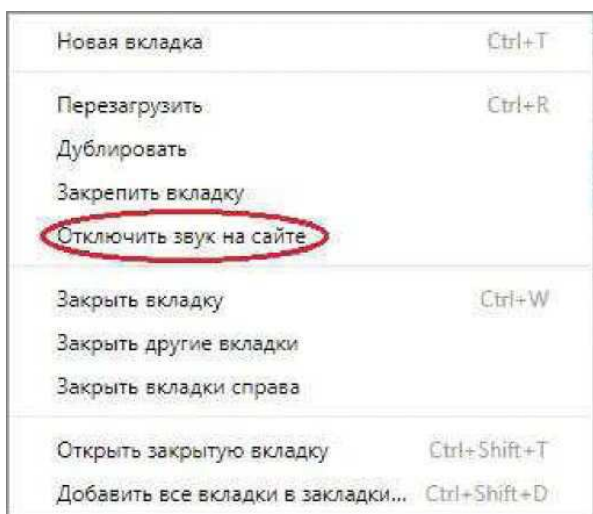 Новая вкладка Ctrl+T
Перезагрузить Ctrl+R
Дублировать
Закрепить вкладку
Отключить звук на сайте
Закрыть вкладку Ctrl+W
Закрыть другие вкладки
Закрыть вкладки справа
Открыть закрытую вкладку Ctrl+Shift+T
Добавить все вкладки в закладки... Ctrl+Shift+D